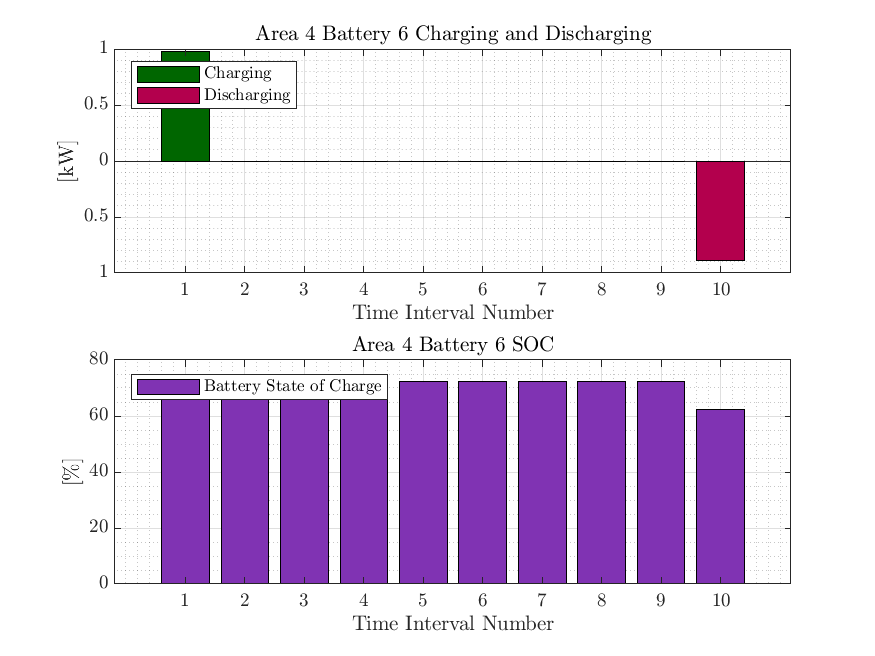 Area 4 Battery 6 Charging and Discharging
1
0.5
0
0.5
1
[kW]
Charging
Discharging
1 2 3 4 5 6 7 8 9 10
Time Interval Number
Area 4 Battery 6 SOC
80
60
40
20
0
[%]
Battery State of Charge
1 2 3 4 5 6 7 8 9 10
Time Interval Number